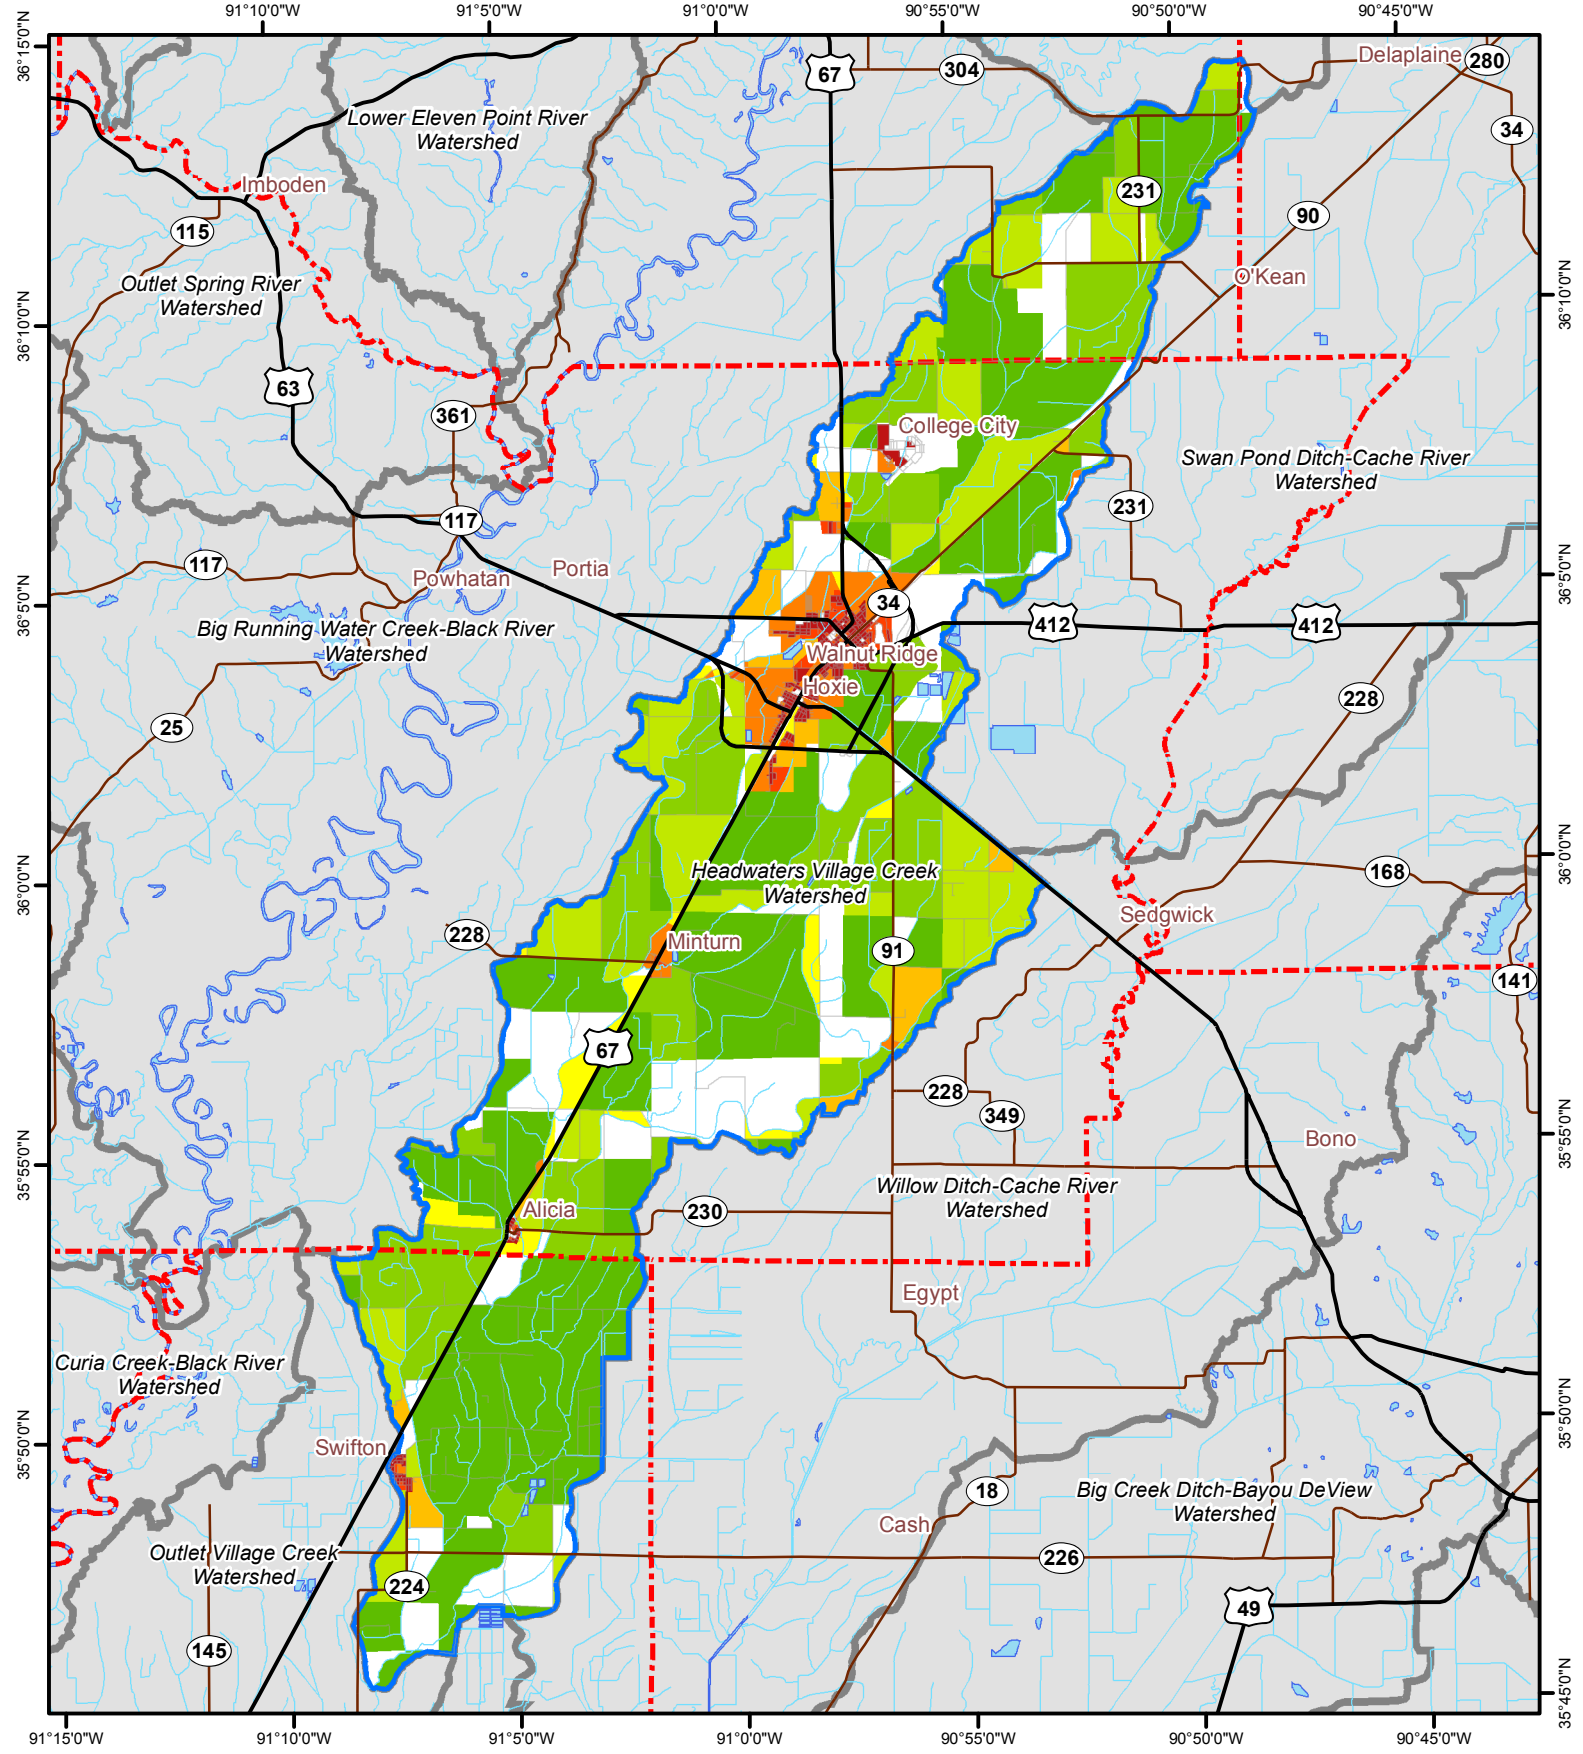 91°10'0"W
91°5'0"W
91°0'0"W
90°55'0"W
90°50'0"W
90°45'0"W
36°15'0"N
36°10'0"N
36°5'0"N
36°0'0"N
35°55'0"N
35°50'0"N
36°10'0"N
36°5'0"N
36°0'0"N
35°55'0"N
35°50'0"N
35°45'0"N
67
304
Delaplaine
280
34
Lower Eleven Point River
Watershed
Imboden
115
231
90
Outlet Spring River
Watershed
O'Kean
63
361
College City
Swan Pond Ditch-Cache River
Watershed
117
231
117
Powhatan
Portia
34
412
412
Big Running Water Creek-Black River
Watershed
Walnut Ridge
Hoxie
25
228
Headwaters Village Creek
Watershed
168
Sedgwick
228
Minturn
91
141
67
228
349
Bono
Willow Ditch-Cache River
Watershed
Alicia
230
Egypt
Curia Creek-Black River
Watershed
Swifton
18
Big Creek Ditch-Bayou DeView
Watershed
Cash
Outlet Village Creek
Watershed
226
224
49
145
91°15'0"W
91°10'0"W
91°5'0"W
91°0'0"W
90°55'0"W
90°50'0"W
90°45'0"W